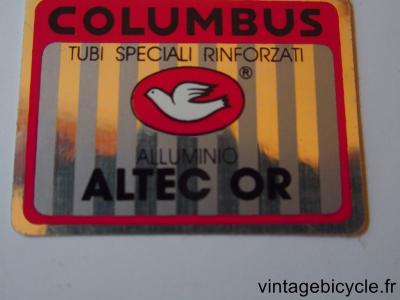 COLUMBUS
TUBI SPECIALI RINFORZATI
®
ALLUMINIO
ALTEC OR
vintagebicycle.fr